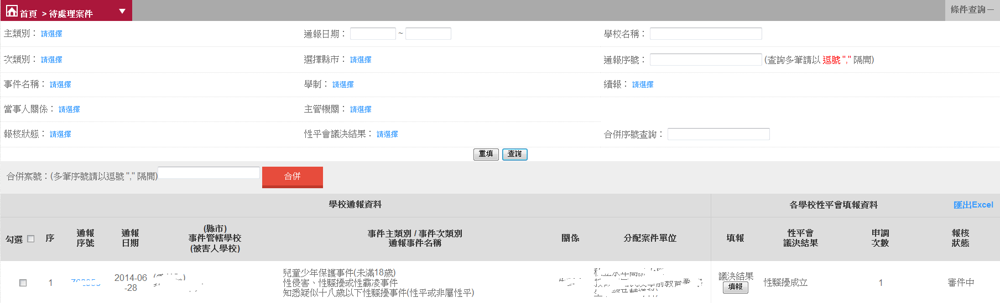 首頁 > 待處理案件 ▼ 條件查詢－
主類別： 請選擇 通報日期： ~ 學校名稱：
次類別： 請選擇 選擇縣市： 請選擇 通報序號： (查詢多筆請以 逗號 "," 隔開)
事件名稱： 請選擇 學制： 請選擇 續報： 請選擇
當事人關係： 請選擇 主管機關： 請選擇
報核狀態： 請選擇 性平會議決結果： 請選擇 合併序號查詢：
重填 查詢
合併案號：(多筆序號請以逗號 "," 隔開) 合併
學校通報資料 各學校性平會填報資料 匯出Excel
勾選 序 通報
序號 通報
日期 (縣市)
事件管轄學校
(被害人學校) 事件主類別 / 事件次類別
通報事件名稱 關係 分配案件單位 填報 性平會
議決結果 申調
次數 報核
狀態
1 2014-06
-28
兒童少年保護事件(未滿18歲)
性侵害、性騷擾或性霸凌事件
知悉疑似十八歲以下性騷擾事件(性平或非屬性平)
議決結果
填報 性騷擾成立 1 審件中